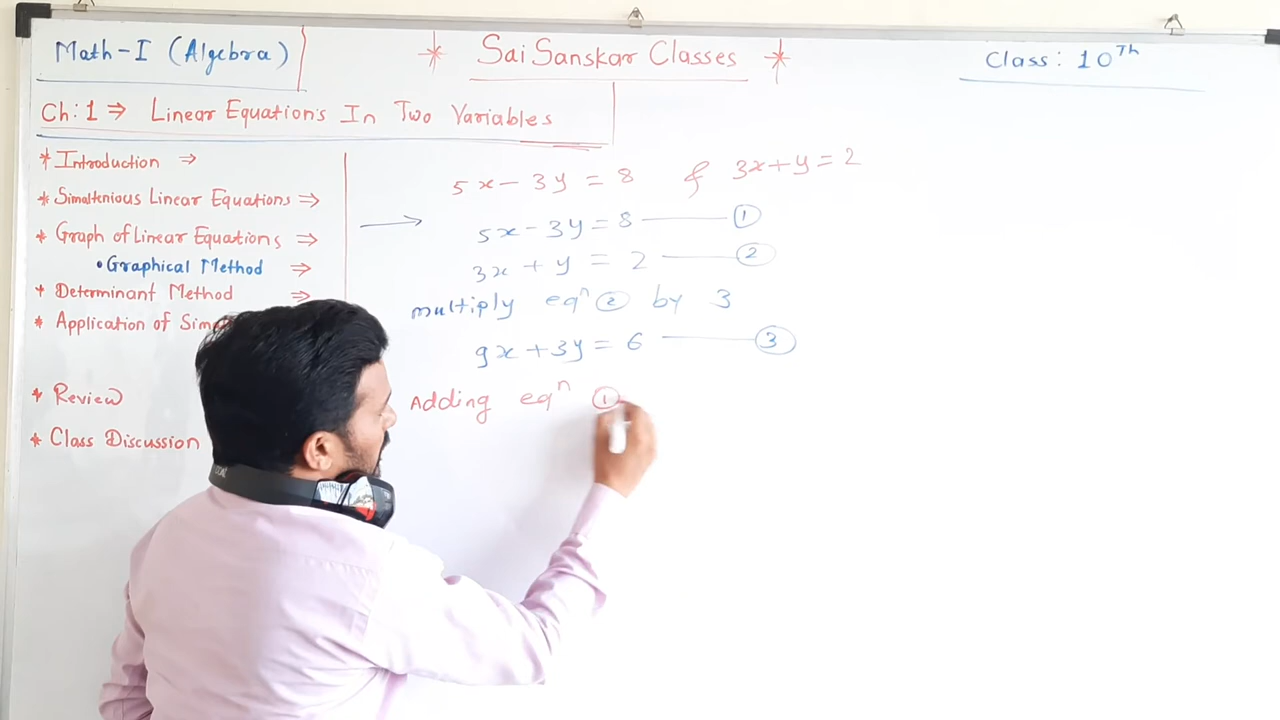 Math-I (Algebra)
* Sai Sanskar Classes *
Class: 10ᵀʰ
Ch: 1 ⇒ Linear Equations In Two Variables
* Introduction ⇒
* Simaltenious Linear Equations ⇒
* Graph of Linear Equations ⇒
• Graphical Method ⇒
* Determinant Method ⇒
* Application of
* Review
* Class Discussion
5x - 3y = 8 & 3x + y = 2
→ 5x - 3y = 8 —— ①
3x + y = 2 —— ②
multiply eqⁿ ② by 3
9x + 3y = 6 —— ③
Adding eqⁿ ①